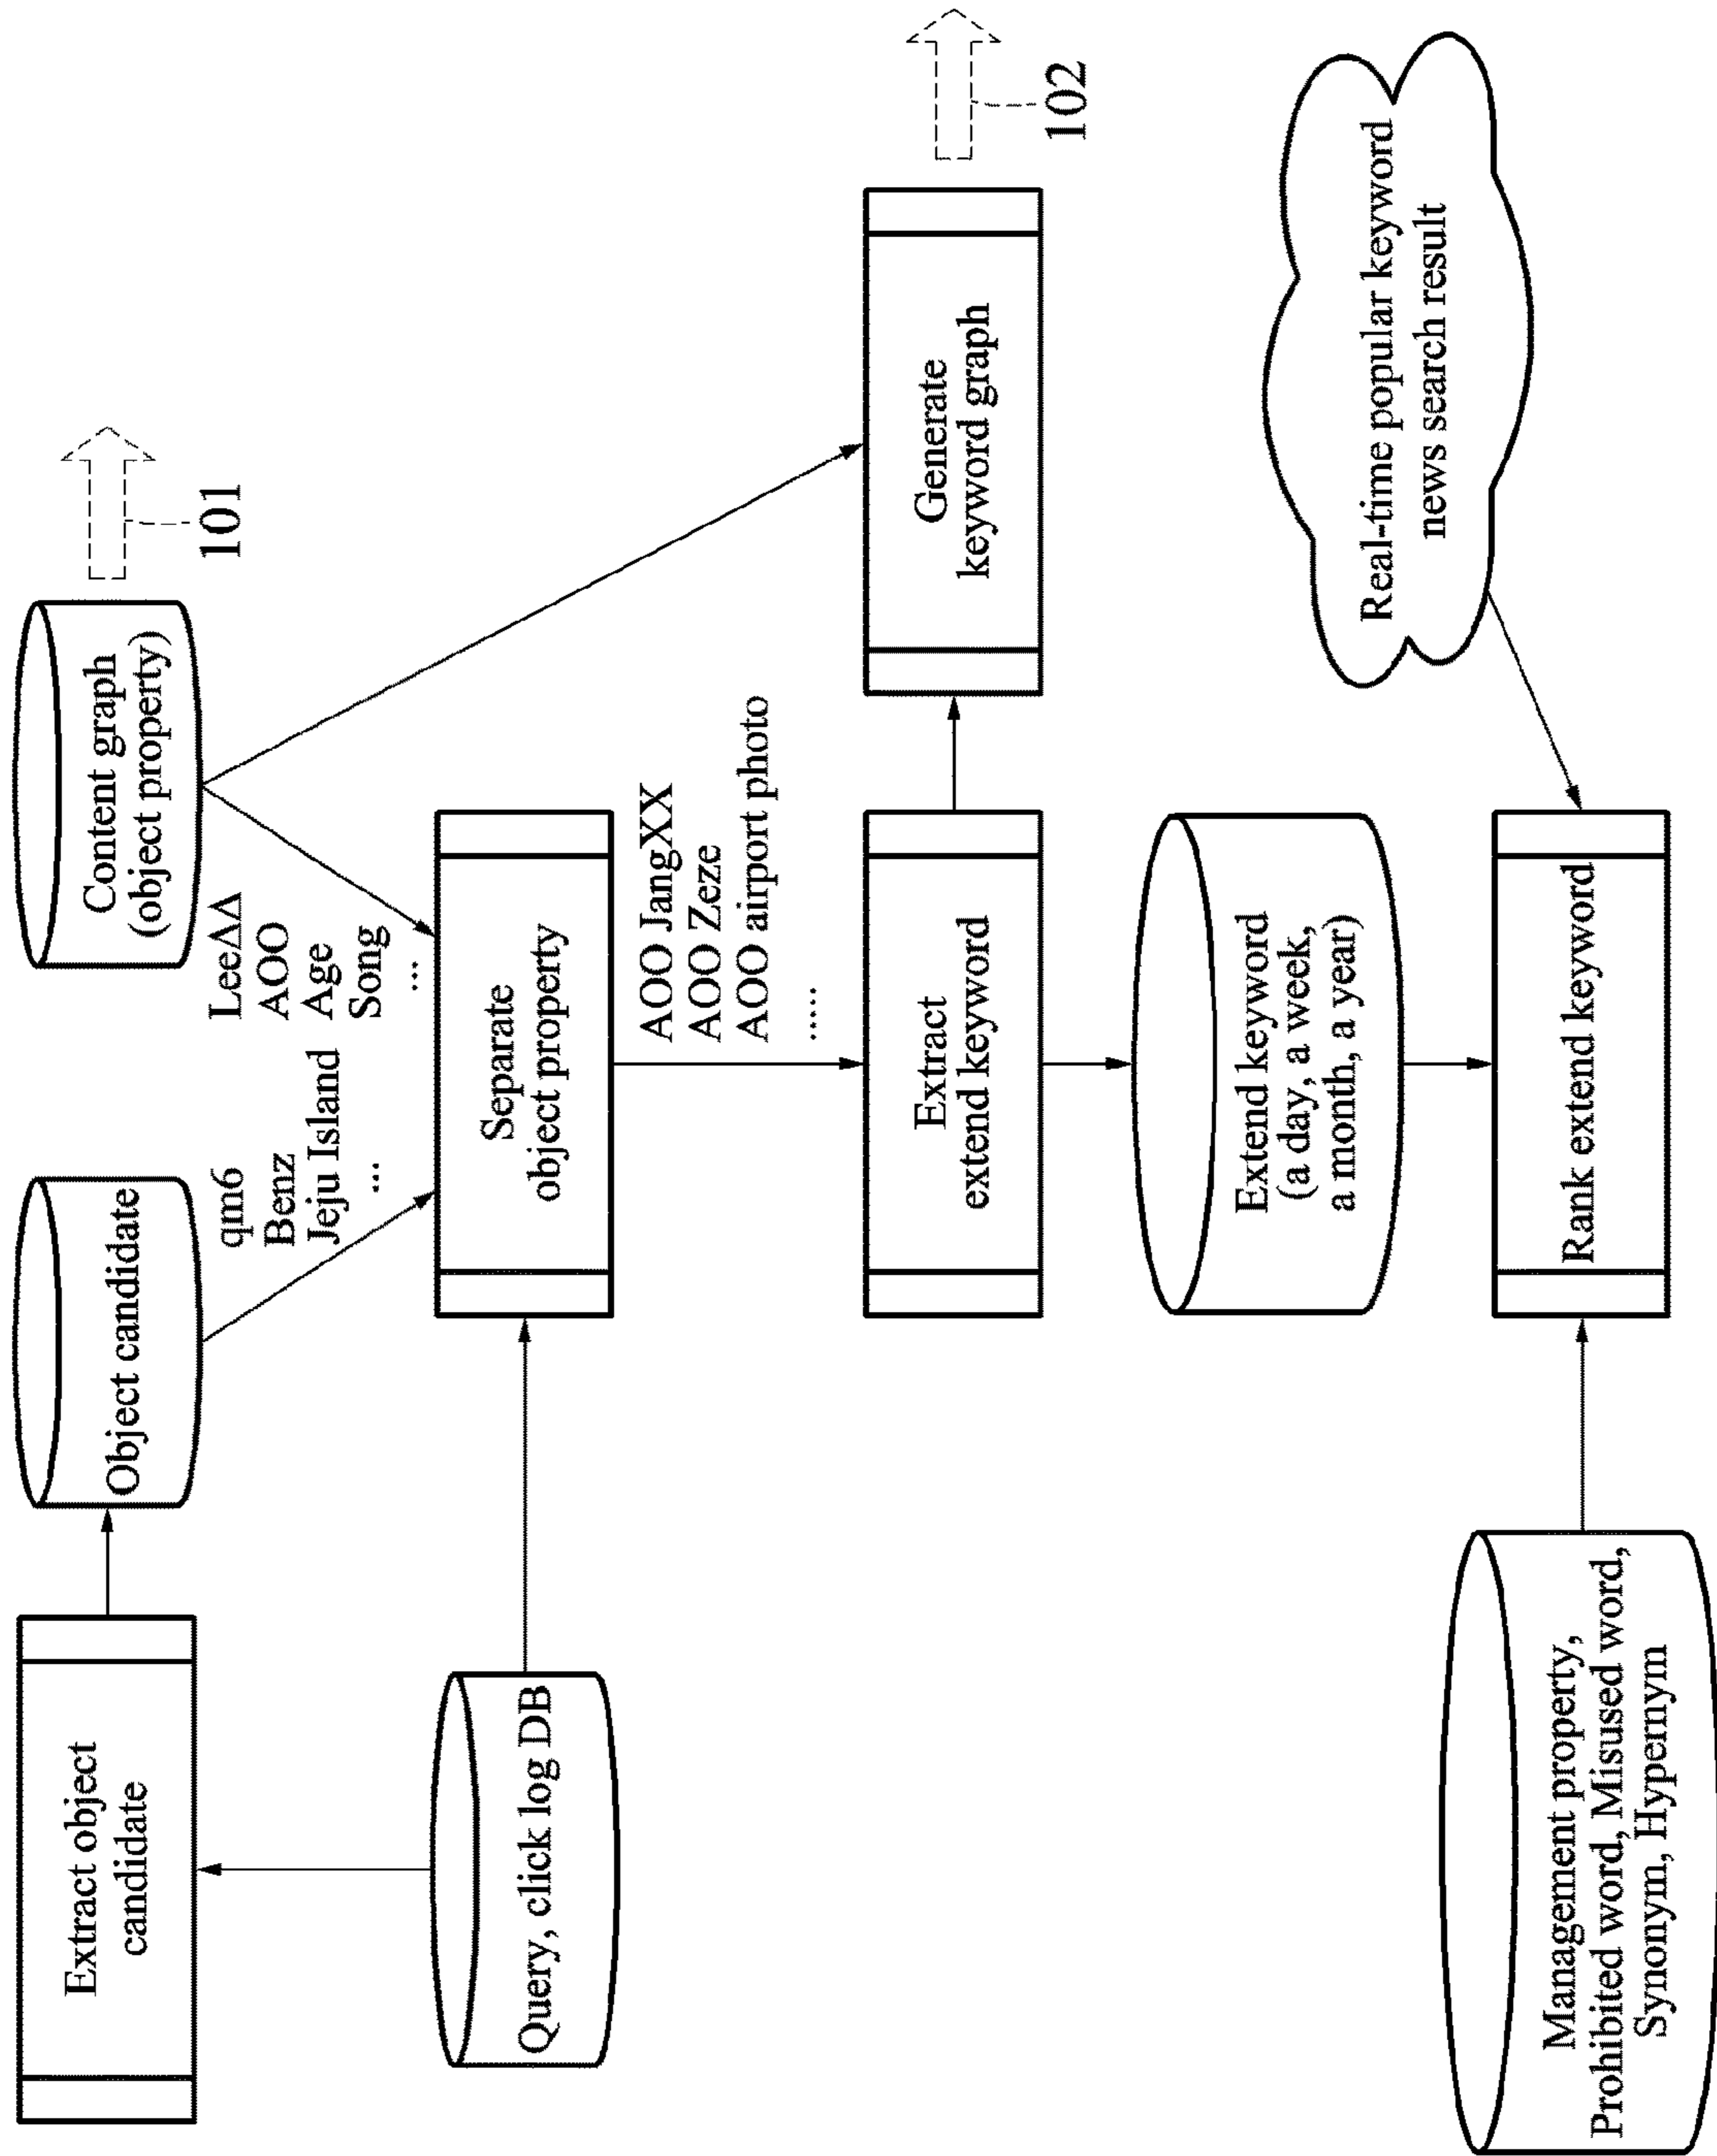 Extract object
candidate
Object candidate
Content graph
(object property)
101
qm6
Benz
Jeju Island
...
LeeΔΔ
AOO
Age
Song
...
Query, click log DB
Separate
object property
AOO JangXX
AOO Zeze
AOO airport photo
.....
Extract
extend keyword
Generate
keyword graph
102
Extend keyword
(a day, a week,
a month, a year)
Management property,
Prohibited word, Misused word,
Synonym, Hypernym
Rank extend keyword
Real-time popular keyword
news search result